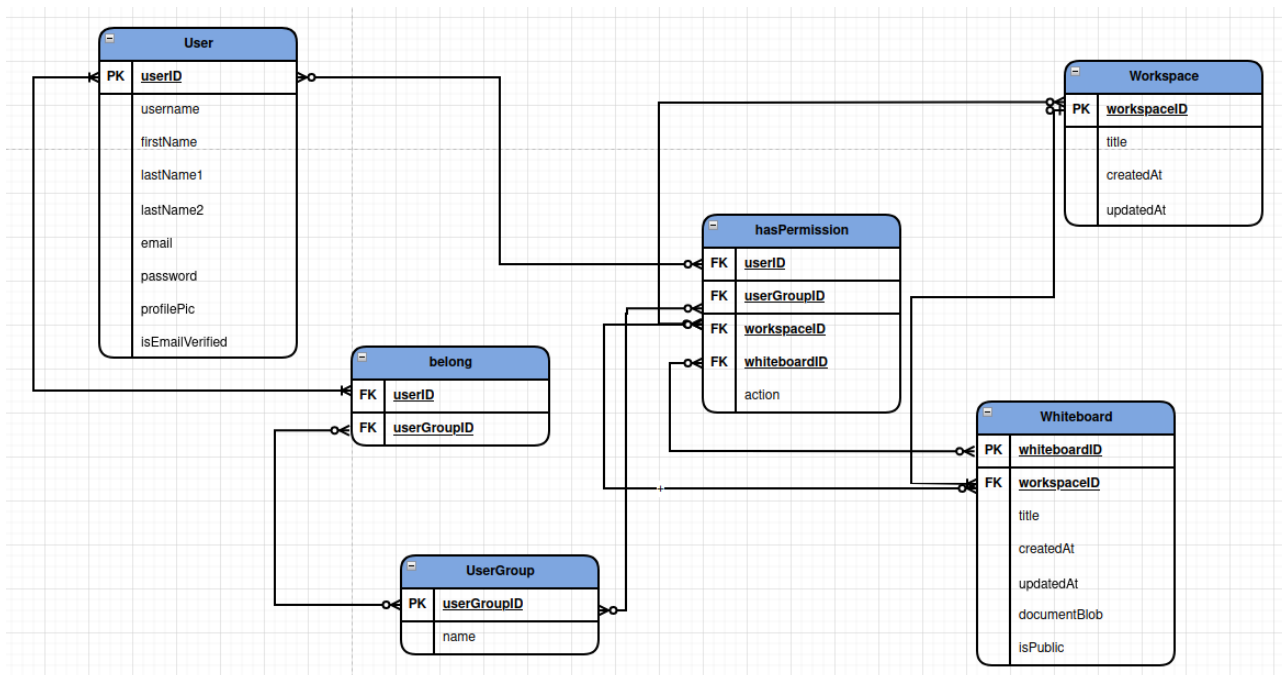 User
PK userID
username
firstName
lastName1
lastName2
email
password
profilePic
isEmailVerified
Workspace
PK workspaceID
title
createdAt
updatedAt
hasPermission
FK userID
FK userGroupID
FK workspaceID
FK whiteboardID
action
belong
FK userID
FK userGroupID
Whiteboard
PK whiteboardID
FK workspaceID
title
createdAt
updatedAt
documentBlob
isPublic
UserGroup
PK userGroupID
name